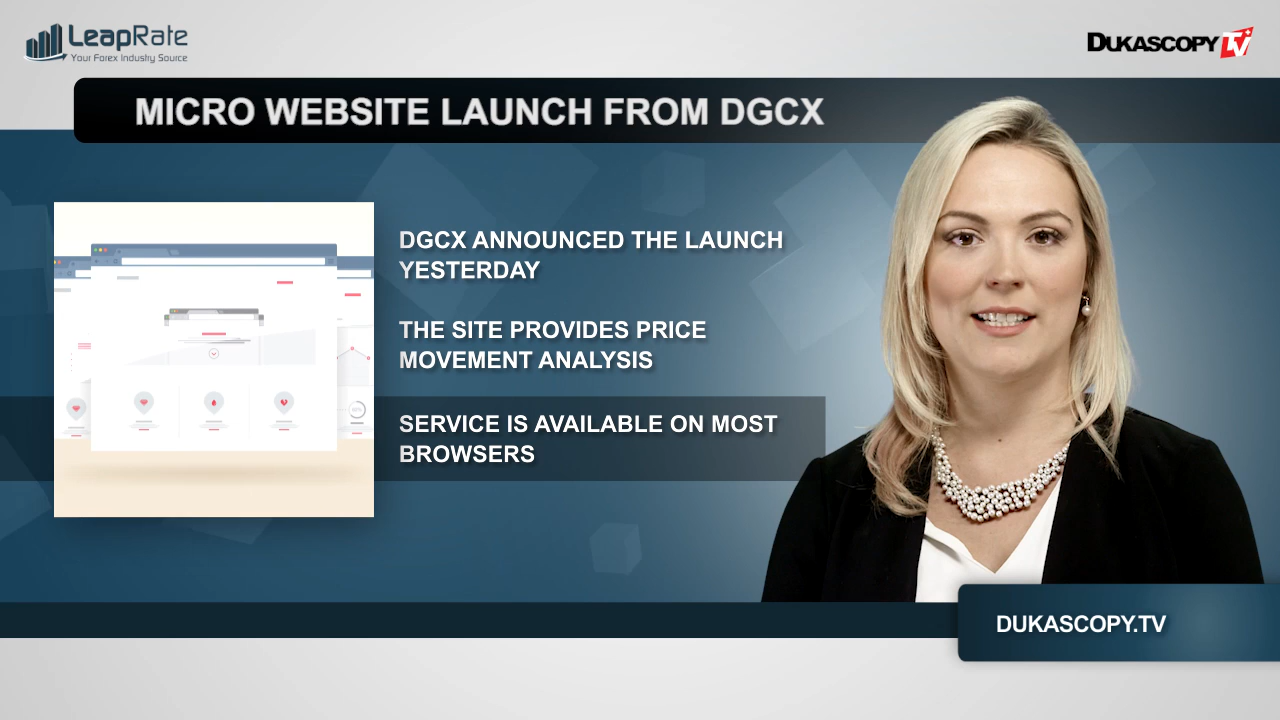 LeapRate
Your Forex Industry Source
DUKASCOPY TV
MICRO WEBSITE LAUNCH FROM DGCX
DGCX ANNOUNCED THE LAUNCH
YESTERDAY
THE SITE PROVIDES PRICE
MOVEMENT ANALYSIS
SERVICE IS AVAILABLE ON MOST
BROWSERS
DUKASCOPY.TV